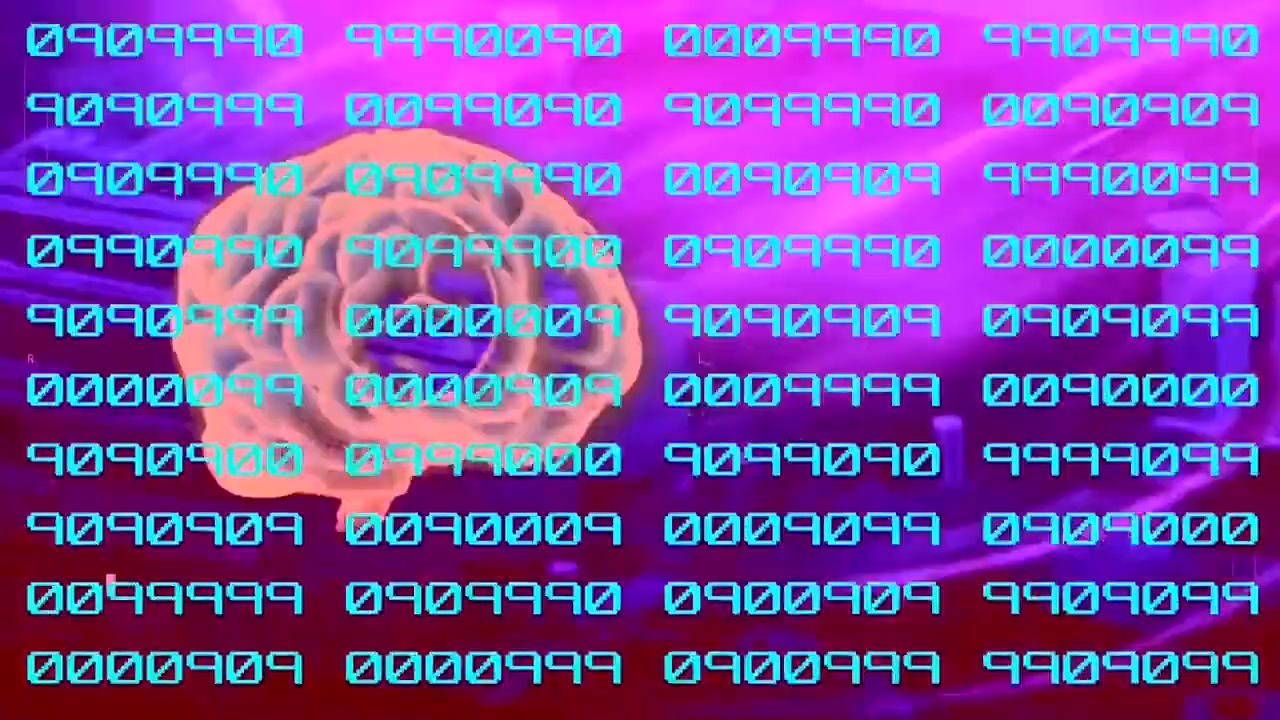 0909990 9990090 0009990 9909990
9090999 0099090 9099990 0090909
0909990 0909990 0090909 9990099
0990990 9099900 0909990 0000099
9090999 0000009 9090909 0909099
0000099 0000909 0009999 0090000
9090900 0999000 9099090 9999099
9090909 0090009 0009099 0909000
0099999 0909990 0900909 9909099
0000909 0000999 0900999 9909099
R
L